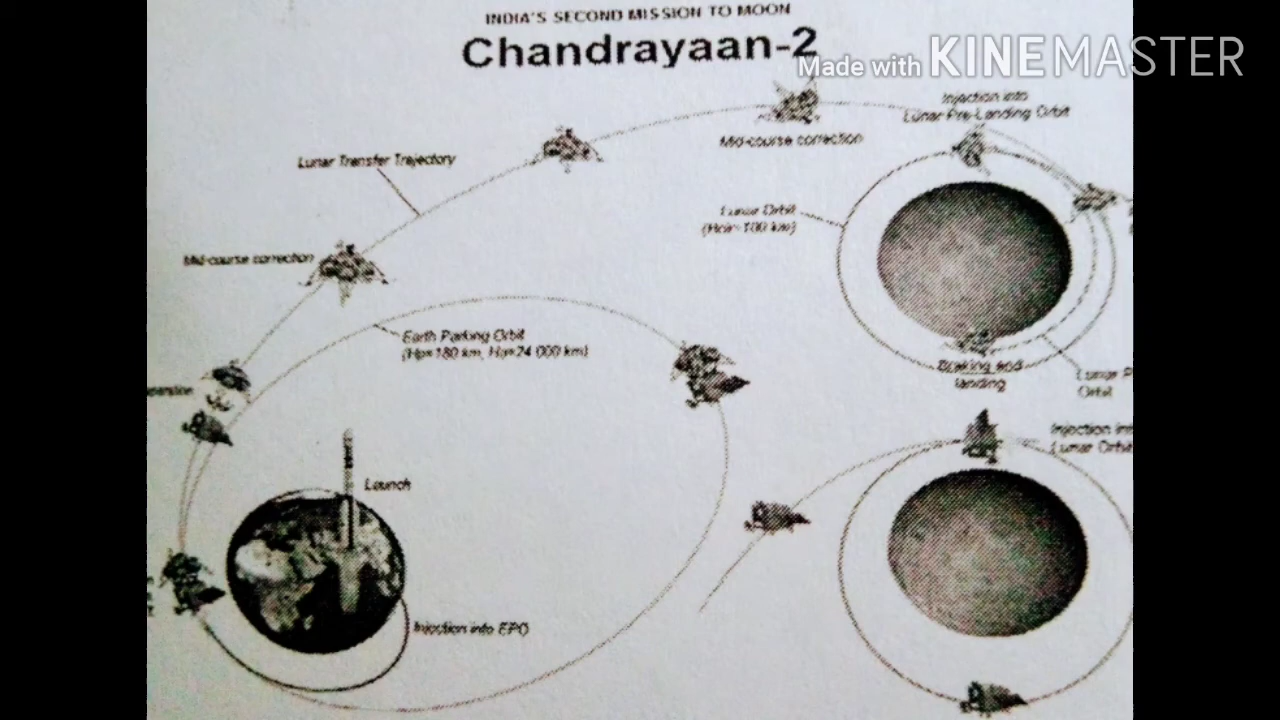 INDIA'S SECOND MISSION TO MOON
Chandrayaan-2
Made with KINEMASTER
Injection into
Lunar Pre-Landing Orbit
Mid-course correction
Lunar Transfer Trajectory
Lunar Orbit
(Hcir~100 km)
Mid-course correction
Earth Parking Orbit
(Hp=180 km, Ha=24 000 km)
Braking and
landing
Lunar P
Orbit
Injection int
Lunar Orbit
Launch
Injection into EPO